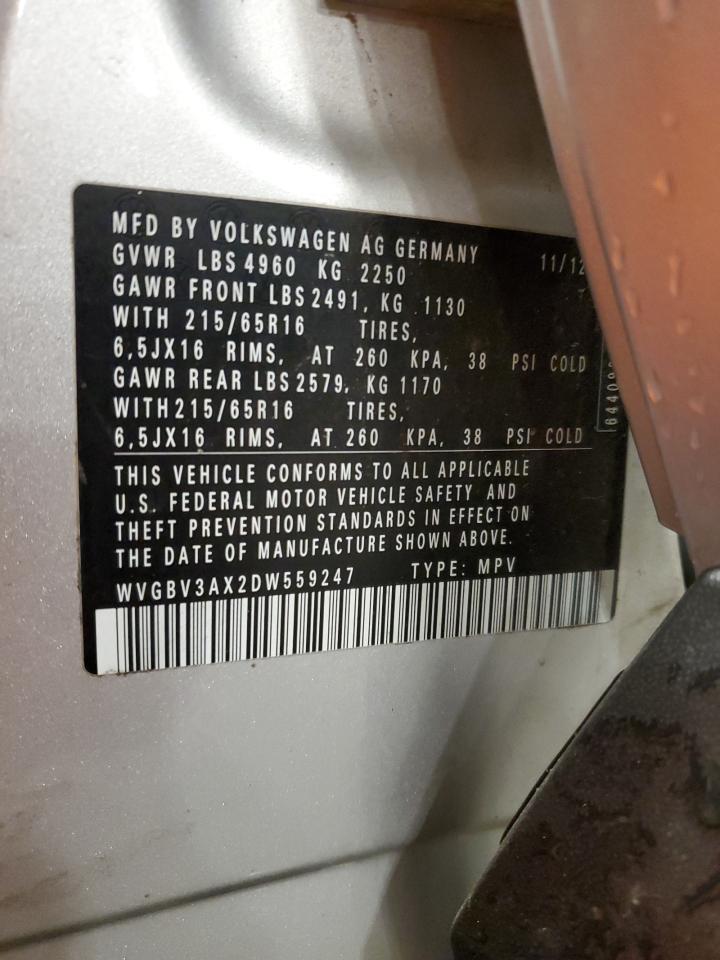 MFD BY VOLKSWAGEN AG GERMANY 11/12
GVWR LBS 4960 KG 2250
GAWR FRONT LBS 2491, KG 1130
WITH 215/65R16 TIRES,
6,5JX16 RIMS, AT 260 KPA, 38 PSI COLD
GAWR REAR LBS 2579, KG 1170
WITH 215/65R16 TIRES,
6,5JX16 RIMS, AT 260 KPA, 38 PSI COLD
THIS VEHICLE CONFORMS TO ALL APPLICABLE
U.S. FEDERAL MOTOR VEHICLE SAFETY AND
THEFT PREVENTION STANDARDS IN EFFECT ON
THE DATE OF MANUFACTURE SHOWN ABOVE.
WVGBV3AX2DW559247 TYPE: MPV